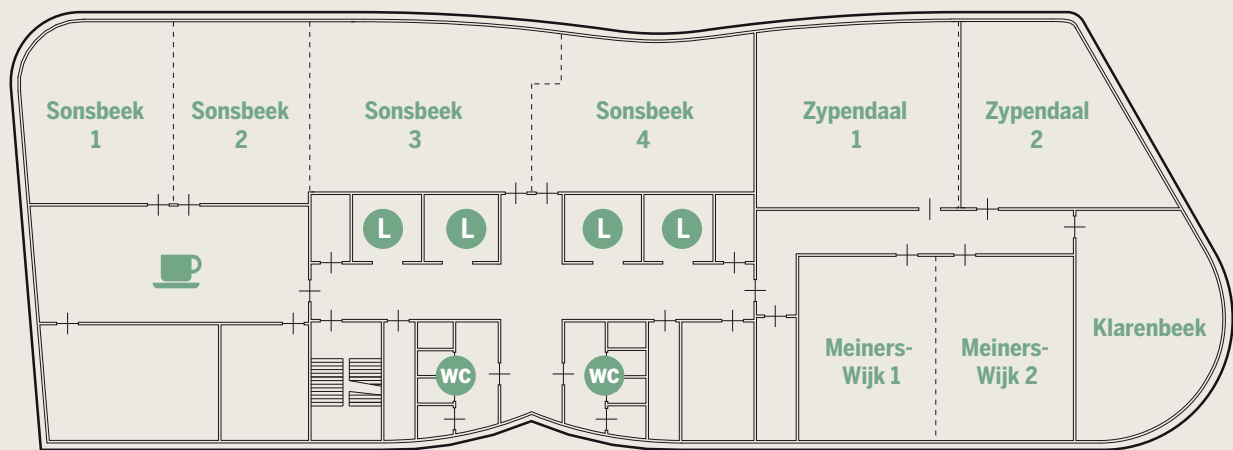 Sonsbeek
1
Sonsbeek
2
Sonsbeek
3
Sonsbeek
4
Zypendaal
1
Zypendaal
2
L
L
L
L
Klarenbeek
Meiners-
Wijk 1
Meiners-
Wijk 2
WC
WC